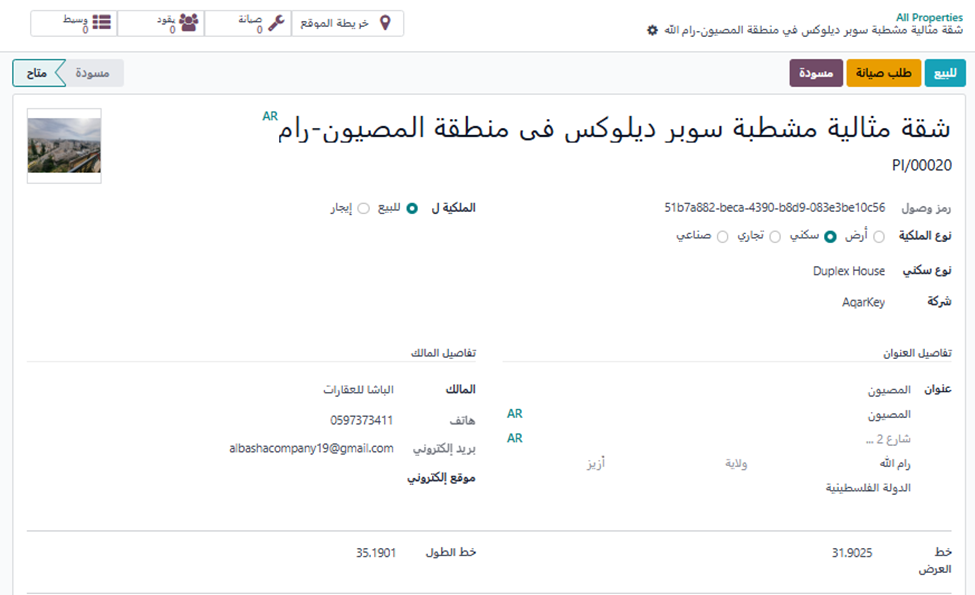 All Properties
شقة مثالية مشطبة سوبر ديلوكس في منطقة المصيون-رام الله
خريطة الموقع
صيانة 0
يقود 0
وسيط 0
للبيع
طلب صيانة
مسودة
مسودة
متاح
شقة مثالية مشطبة سوبر ديلوكس في منطقة المصيون-رام AR
PI/00020
رمز وصول 51b7a882-beca-4390-b8d9-083e3be10c56
الملكية ل للبيع إيجار
نوع الملكية أرض سكني تجاري صناعي
نوع سكني Duplex House
شركة AqarKey
تفاصيل العنوان
عنوان المصيون
المصيون AR
شارع 2 ... AR
رام الله ولاية أزيز
الدولة الفلسطينية
تفاصيل المالك
المالك الباشا للعقارات
هاتف 0597373411
بريد إلكتروني albashacompany19@gmail.com
موقع إلكتروني
خط العرض 31.9025
خط الطول 35.1901